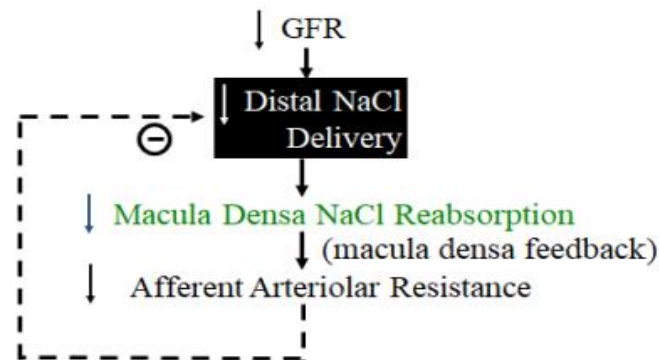 ↓ GFR
↓ Distal NaCl
Delivery
⊖
↓ Macula Densa NaCl Reabsorption
(macula densa feedback)
↓ Afferent Arteriolar Resistance